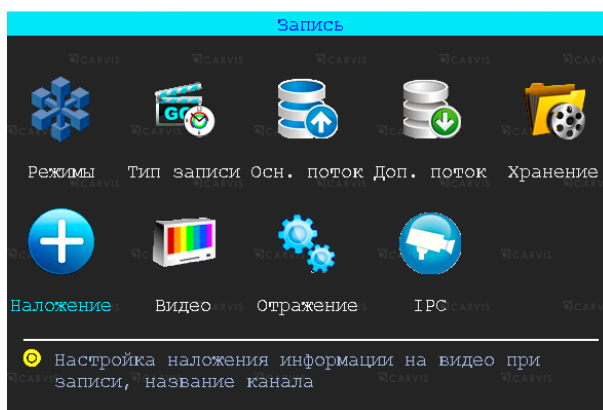 Запись
Режимы Тип записи Осн. поток Доп. поток Хранение
Наложение Видео Отражение IPC
Настройка наложения информации на видео при
записи, название канала
CARVIS